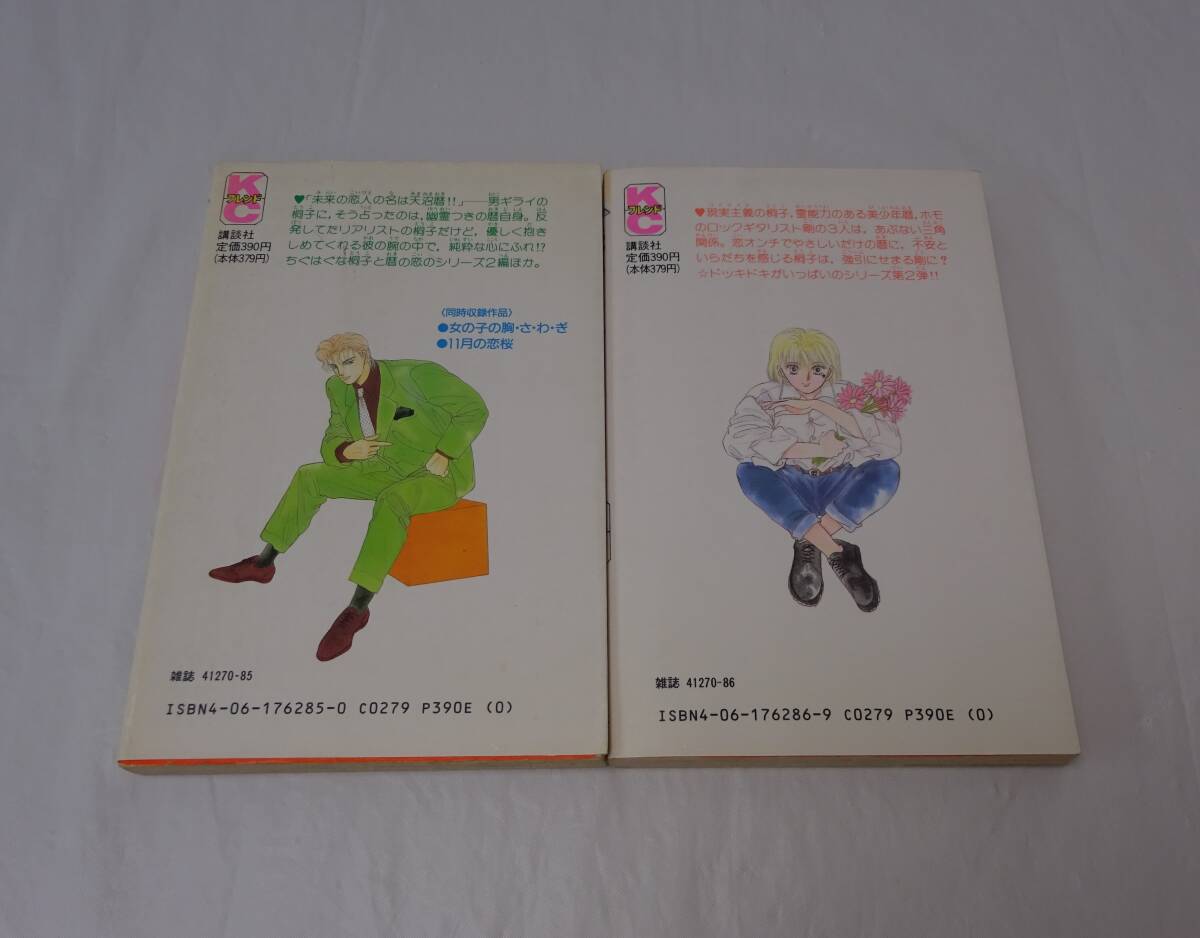 KC
フレンド
講談社
定価390円
(本体379円)
♥「未来の恋人の名は天沼暦!!」――男ギライの
桐子に,そう占ったのは,幽霊つきの暦自身。反
発してたリアリストの桐子だけど,優しく抱き
しめてくれる彼の腕の中で,純粋な心にふれ!?
ちぐはぐな桐子と暦の恋のシリーズ2編ほか。
〈同時収録作品〉
●女の子の胸・さ・わ・ぎ
●11月の恋桜
雑誌 41270-85
ISBN4-06-176285-0 C0279 P390E (0)
KC
フレンド
講談社
定価390円
(本体379円)
♥現実主義の桐子,霊能力のある美少年暦,ホモ
のロックギタリスト剛の3人は,あぶない三角
関係。恋オンチでやさしいだけの暦に,不安と
いらだちを感じる桐子は,強引にせまる剛に?
☆ドッキドキがいっぱいのシリーズ第2弾!!
雑誌 41270-86
ISBN4-06-176286-9 C0279 P390E (0)